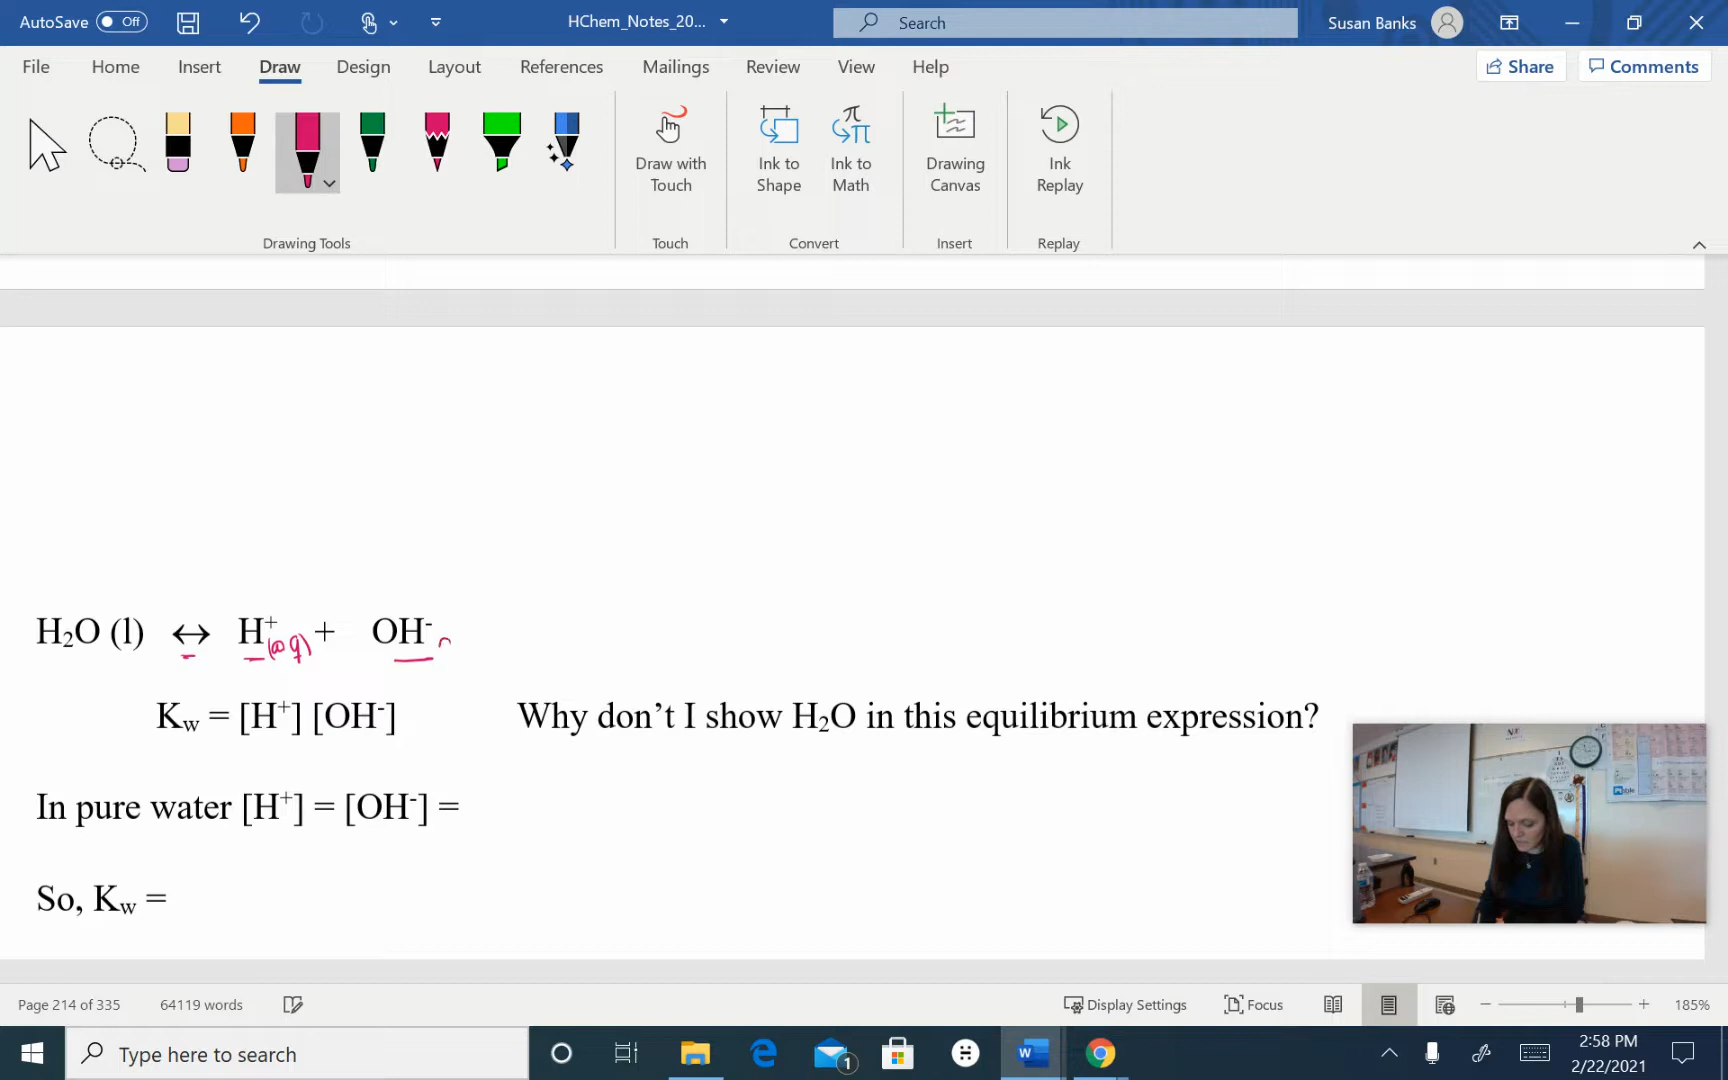 AutoSave Off HChem_Notes_20... Search Susan Banks
File Home Insert Draw Design Layout References Mailings Review View Help Share Comments
Draw with Touch
Ink to Shape
Ink to Math
Drawing Canvas
Ink Replay
Drawing Tools Touch Convert Insert Replay
H₂O (l) ↔ H⁺(aq) + OH⁻
K_w = [H⁺] [OH⁻] Why don’t I show H₂O in this equilibrium expression?
In pure water [H⁺] = [OH⁻] =
So, K_w =
Page 214 of 335 64119 words Display Settings Focus 185%
Type here to search 1 2:58 PM
2/22/2021